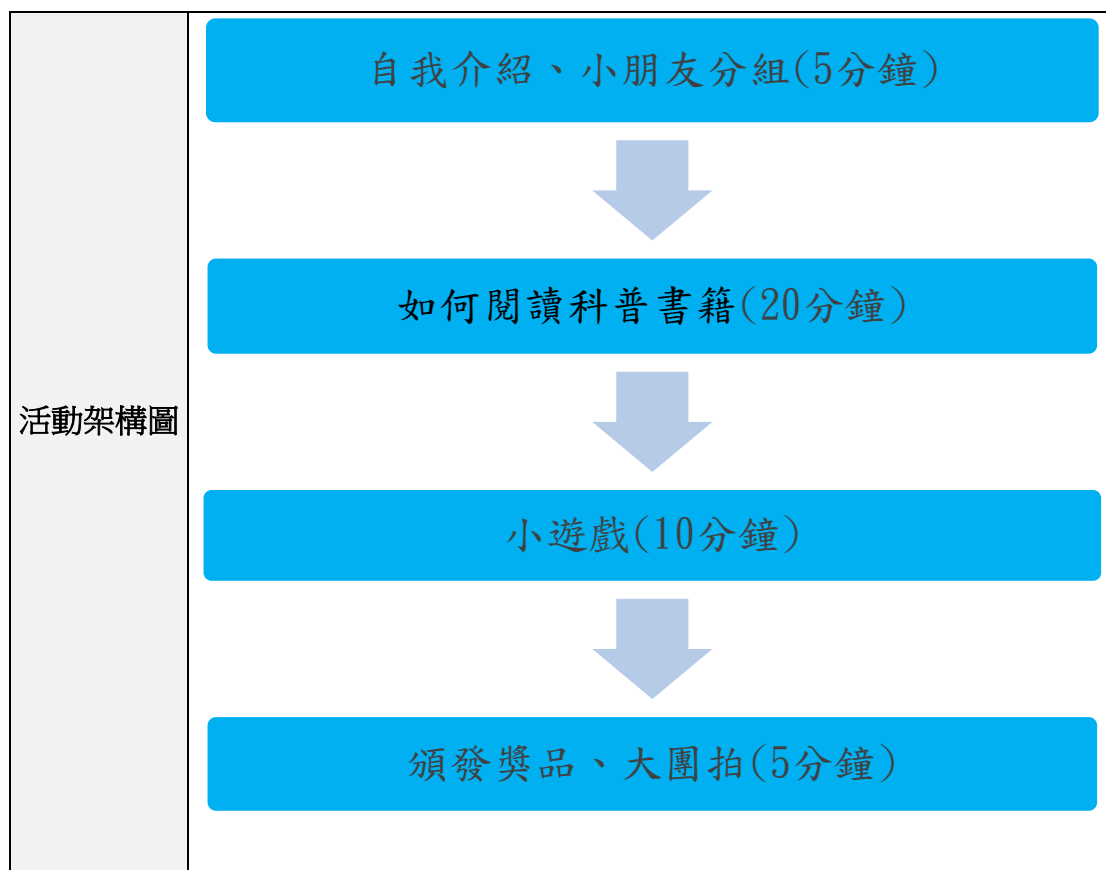 活動架構圖
自我介紹、小朋友分組(5分鐘)
如何閱讀科普書籍(20分鐘)
小遊戲(10分鐘)
頒發獎品、大團拍(5分鐘)